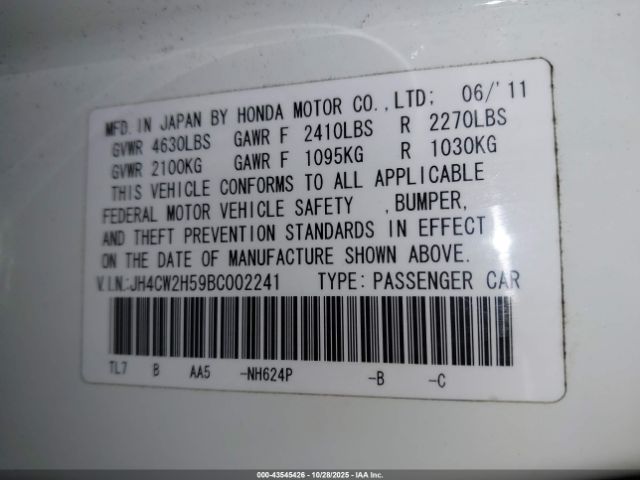 MFD. IN JAPAN BY HONDA MOTOR CO.,LTD; 06/'11
GVWR 4630LBS GAWR F 2410LBS R 2270LBS
GVWR 2100KG GAWR F 1095KG R 1030KG
THIS VEHICLE CONFORMS TO ALL APPLICABLE
FEDERAL MOTOR VEHICLE SAFETY ,BUMPER,
AND THEFT PREVENTION STANDARDS IN EFFECT
ON THE DATE OF MANUFACTURE SHOWN ABOVE.
V.I.N.:JH4CW2H59BC002241 TYPE: PASSENGER CAR
TL7 B AA5 -NH624P -B -C
000-43545426 | 10/28/2025 | IAA Inc.